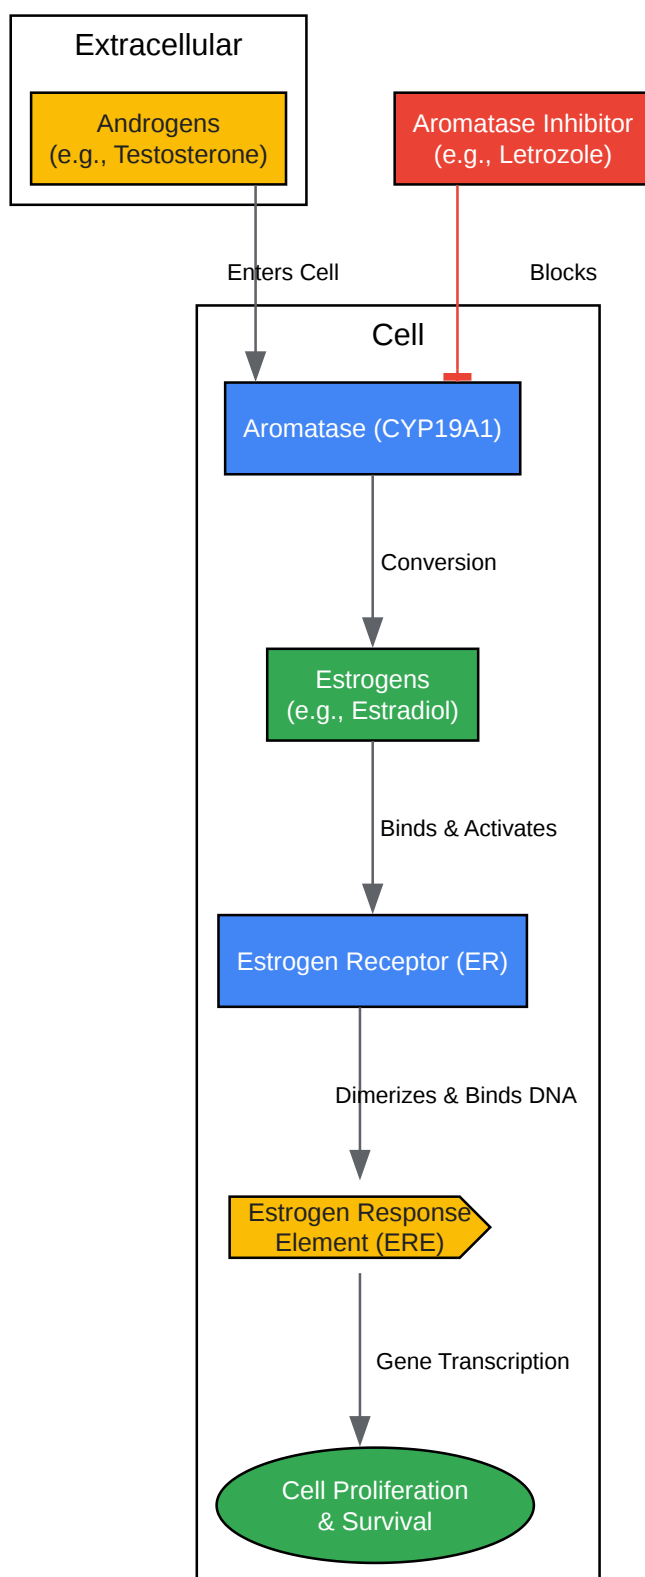 Extracellular
Androgens
(e.g., Testosterone)
Aromatase Inhibitor
(e.g., Letrozole)
Enters Cell
Blocks
Cell
Aromatase (CYP19A1)
Conversion
Estrogens
(e.g., Estradiol)
Binds & Activates
Estrogen Receptor (ER)
Dimerizes & Binds DNA
Estrogen Response
Element (ERE)
Gene Transcription
Cell Proliferation
& Survival